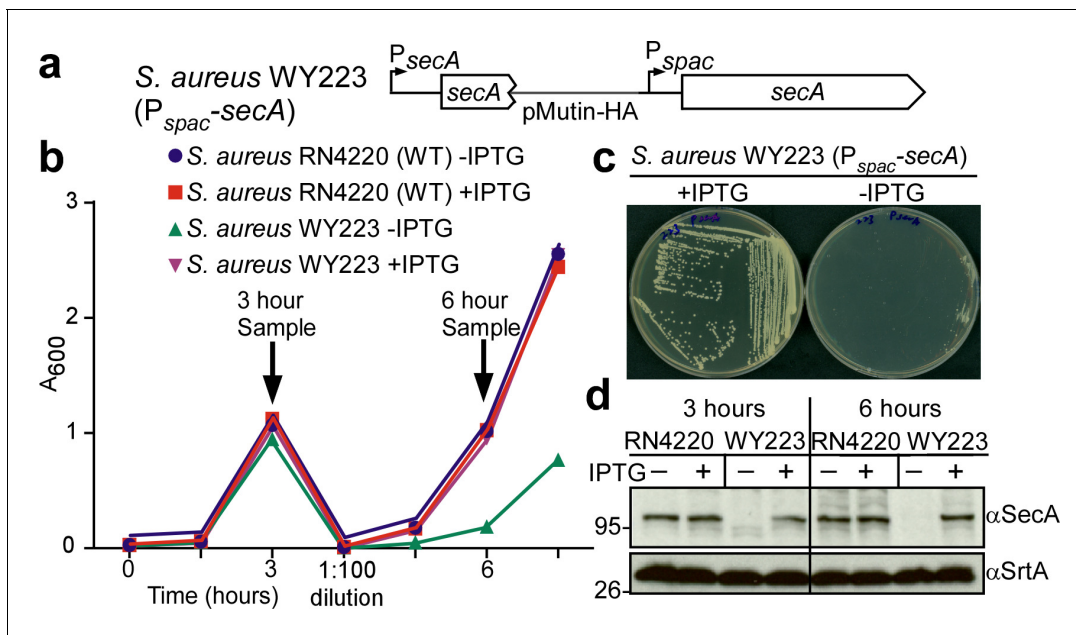 a
S. aureus WY223
(Pspac-secA)
PsecA
Pspac
secA
secA
pMutin-HA
b
S. aureus RN4220 (WT) -IPTG
S. aureus RN4220 (WT) +IPTG
S. aureus WY223 -IPTG
S. aureus WY223 +IPTG
3 hour
Sample
6 hour
Sample
A600
3
2
1
0
0
3
1:100
6
Time (hours)
dilution
c
S. aureus WY223 (Pspac-secA)
+IPTG
-IPTG
223
223
d
3 hours
6 hours
RN4220 WY223 RN4220 WY223
IPTG − + − + − + − +
95-
αSecA
26-
αSrtA